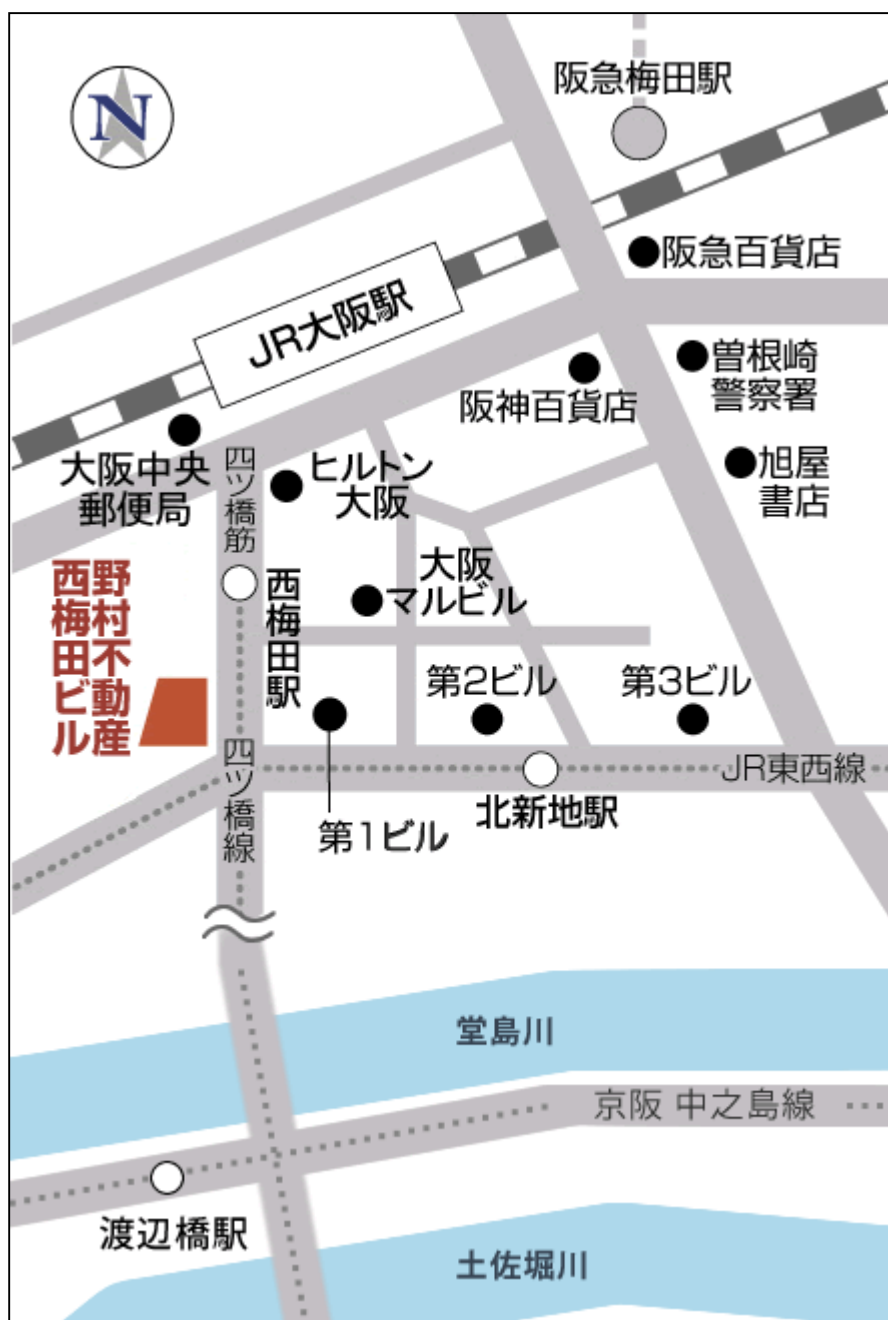 N
阪急梅田駅
阪急百貨店
JR大阪駅
曽根崎
警察署
阪神百貨店
大阪中央
郵便局
四ツ橋筋
ヒルトン
大阪
旭屋
書店
野村不動産
西梅田ビル
西梅田駅
大阪
マルビル
第2ビル
第3ビル
四ツ橋線
JR東西線
北新地駅
第1ビル
堂島川
京阪 中之島線
渡辺橋駅
土佐堀川